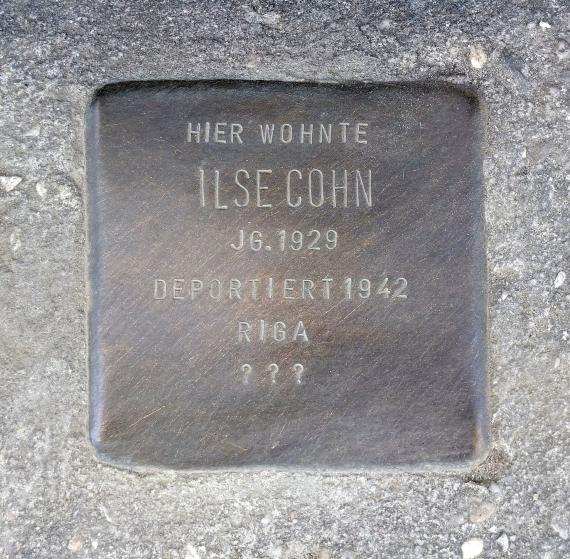 HIER WOHNTE
ILSE COHN
JG. 1929
DEPORTIERT 1942
RIGA
? ? ?